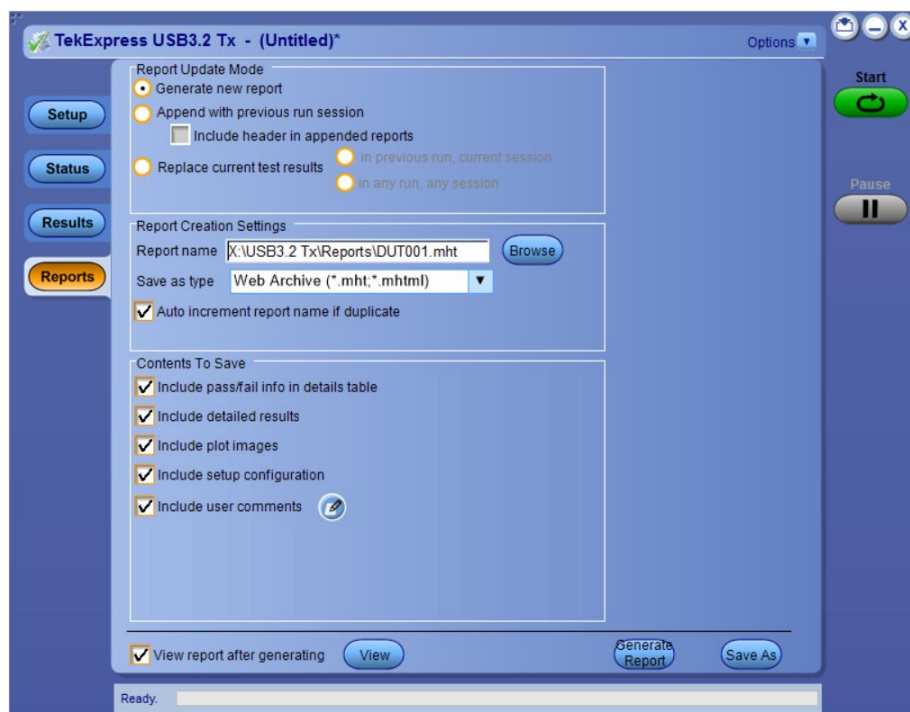 TekExpress USB3.2 Tx - (Untitled)*
Options
X
Start
Pause
Setup
Status
Results
Reports
Report Update Mode
Generate new report
Append with previous run session
Include header in appended reports
Replace current test results
in previous run, current session
in any run, any session
Report Creation Settings
Report name X:\USB3.2 Tx\Reports\DUT001.mht Browse
Save as type Web Archive (*.mht;*.mhtml)
Auto increment report name if duplicate
Contents To Save
Include pass/fail info in details table
Include detailed results
Include plot images
Include setup configuration
Include user comments
View report after generating View
Generate
Report
Save As
Ready.